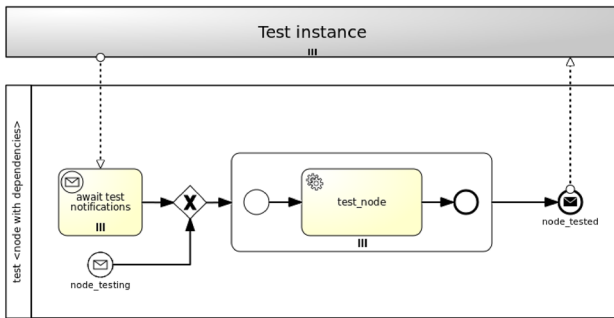 Test instance
test <node with dependencies>
await test
notifications
X
test_node
node_tested
node_testing